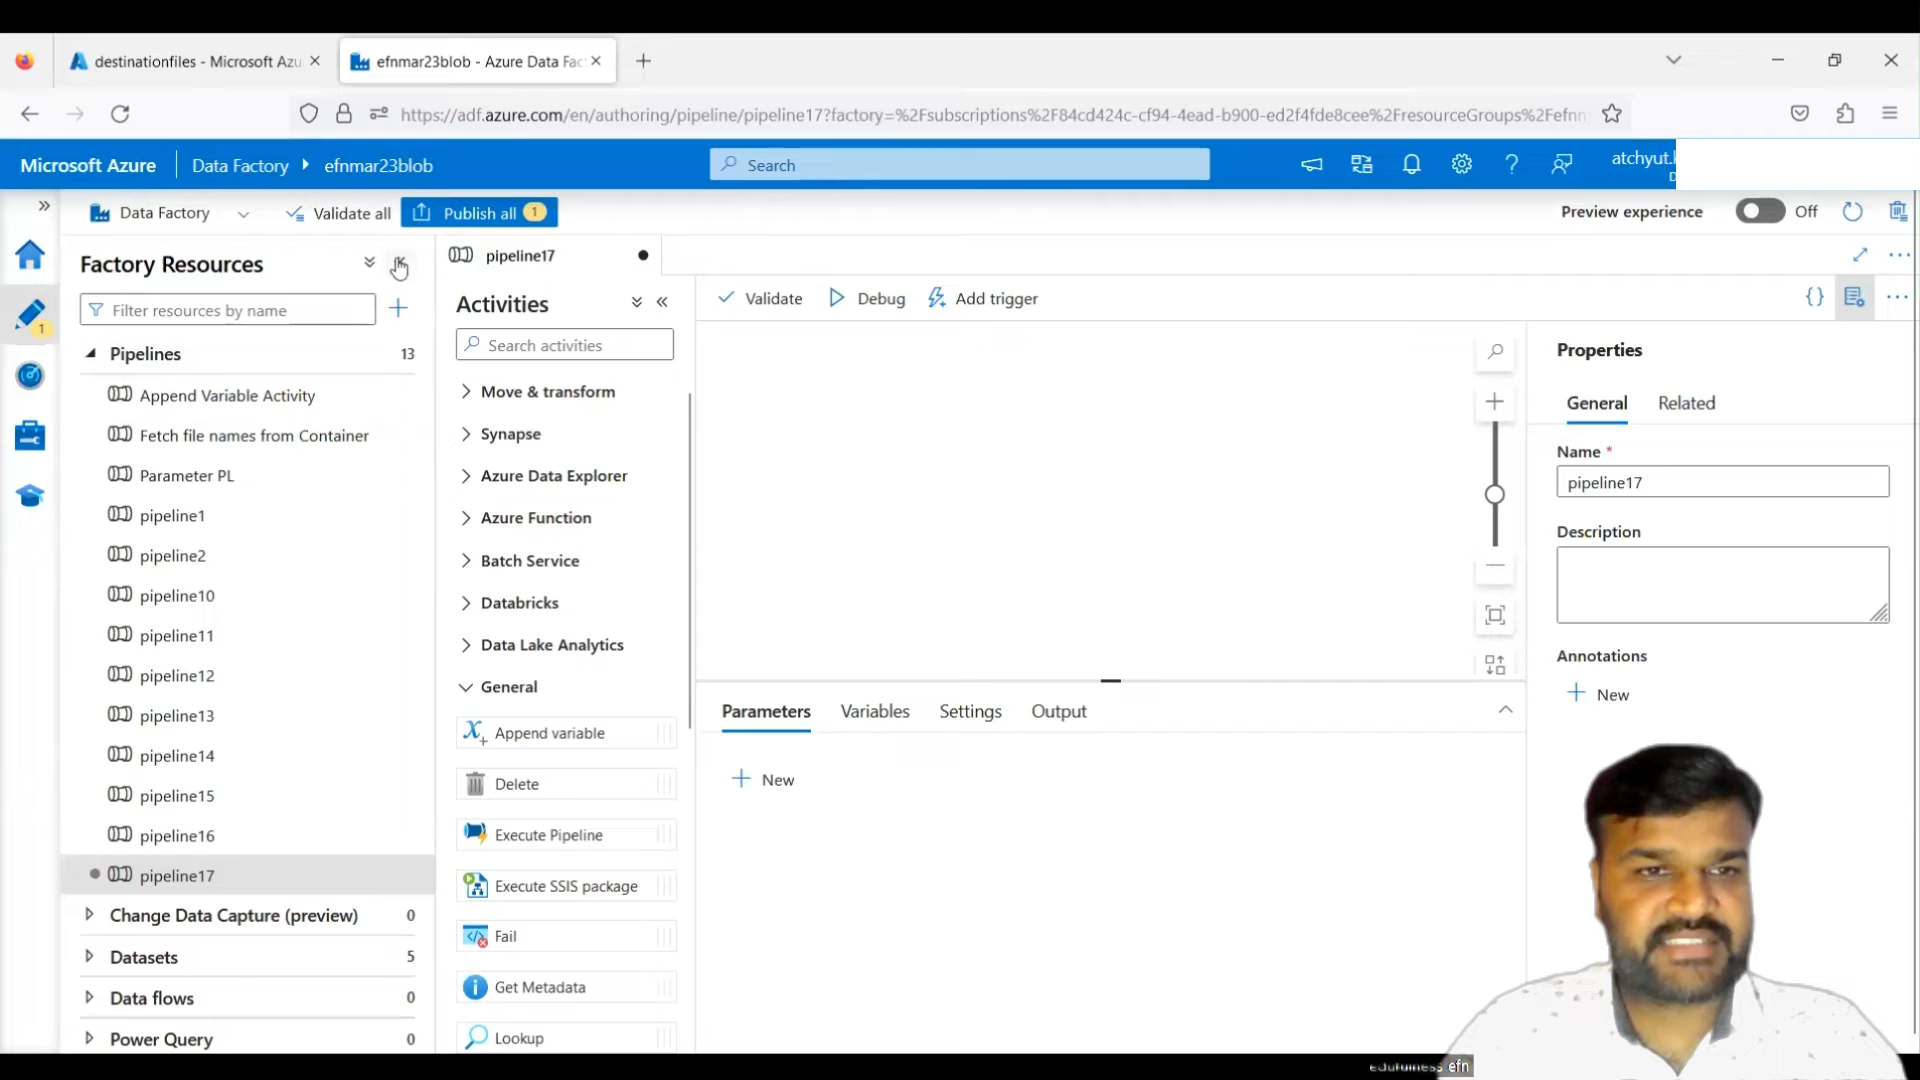 destinationfiles - Microsoft Azu
efnmar23blob - Azure Data Fac
https://adf.azure.com/en/authoring/pipeline/pipeline17?factory=%2Fsubscriptions%2F84cd424c-cf94-4ead-b900-ed2f4fde8cee%2FresourceGroups%2Fefnm
Microsoft Azure
Data Factory
efnmar23blob
Search
atchyut.k
Data Factory
Validate all
Publish all
1
Preview experience
Off
Factory Resources
Filter resources by name
1
Pipelines 13
Append Variable Activity
Fetch file names from Container
Parameter PL
pipeline1
pipeline2
pipeline10
pipeline11
pipeline12
pipeline13
pipeline14
pipeline15
pipeline16
pipeline17
Change Data Capture (preview) 0
Datasets 5
Data flows 0
Power Query 0
pipeline17
Activities
Search activities
Move & transform
Synapse
Azure Data Explorer
Azure Function
Batch Service
Databricks
Data Lake Analytics
General
Append variable
Delete
Execute Pipeline
Execute SSIS package
Fail
Get Metadata
Lookup
Validate
Debug
Add trigger
Parameters
Variables
Settings
Output
New
Properties
General
Related
Name *
pipeline17
Description
Annotations
New
efn